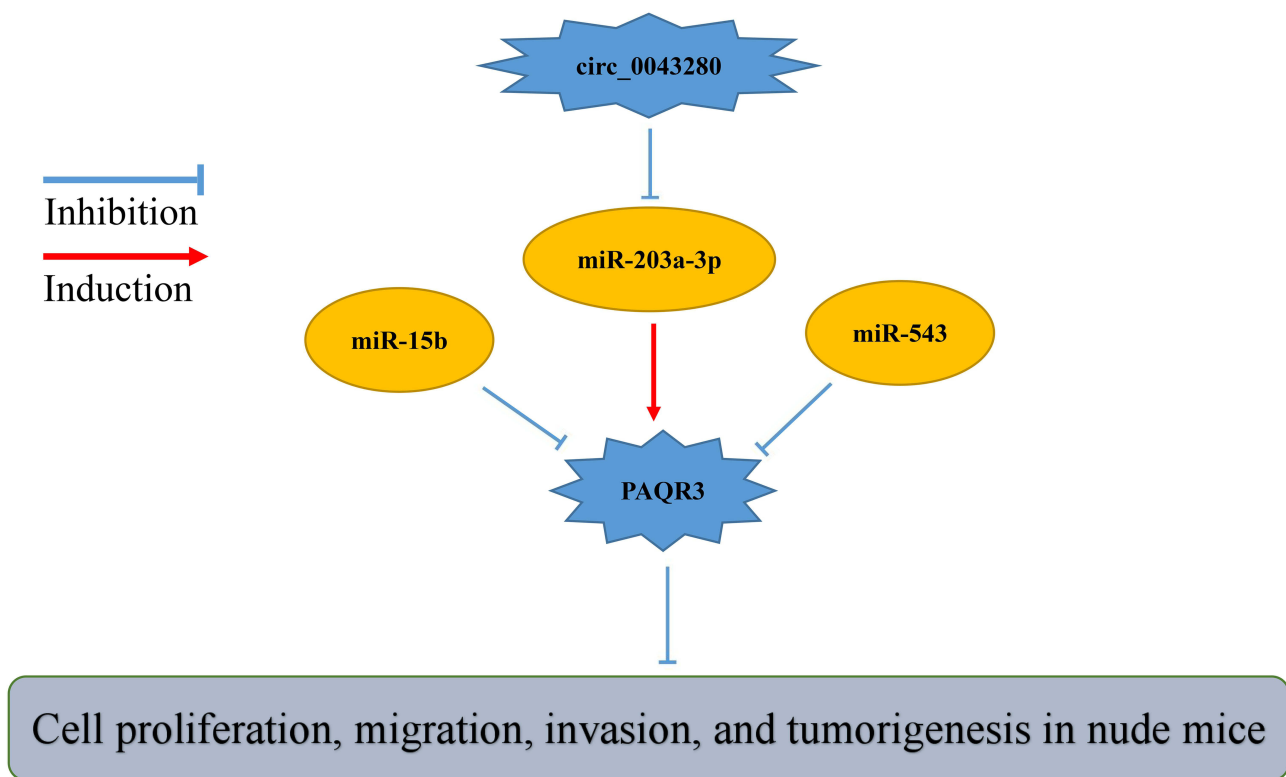 circ_0043280
Inhibition
miR-203a-3p
Induction
miR-15b
miR-543
PAQR3
Cell proliferation, migration, invasion, and tumorigenesis in nude mice